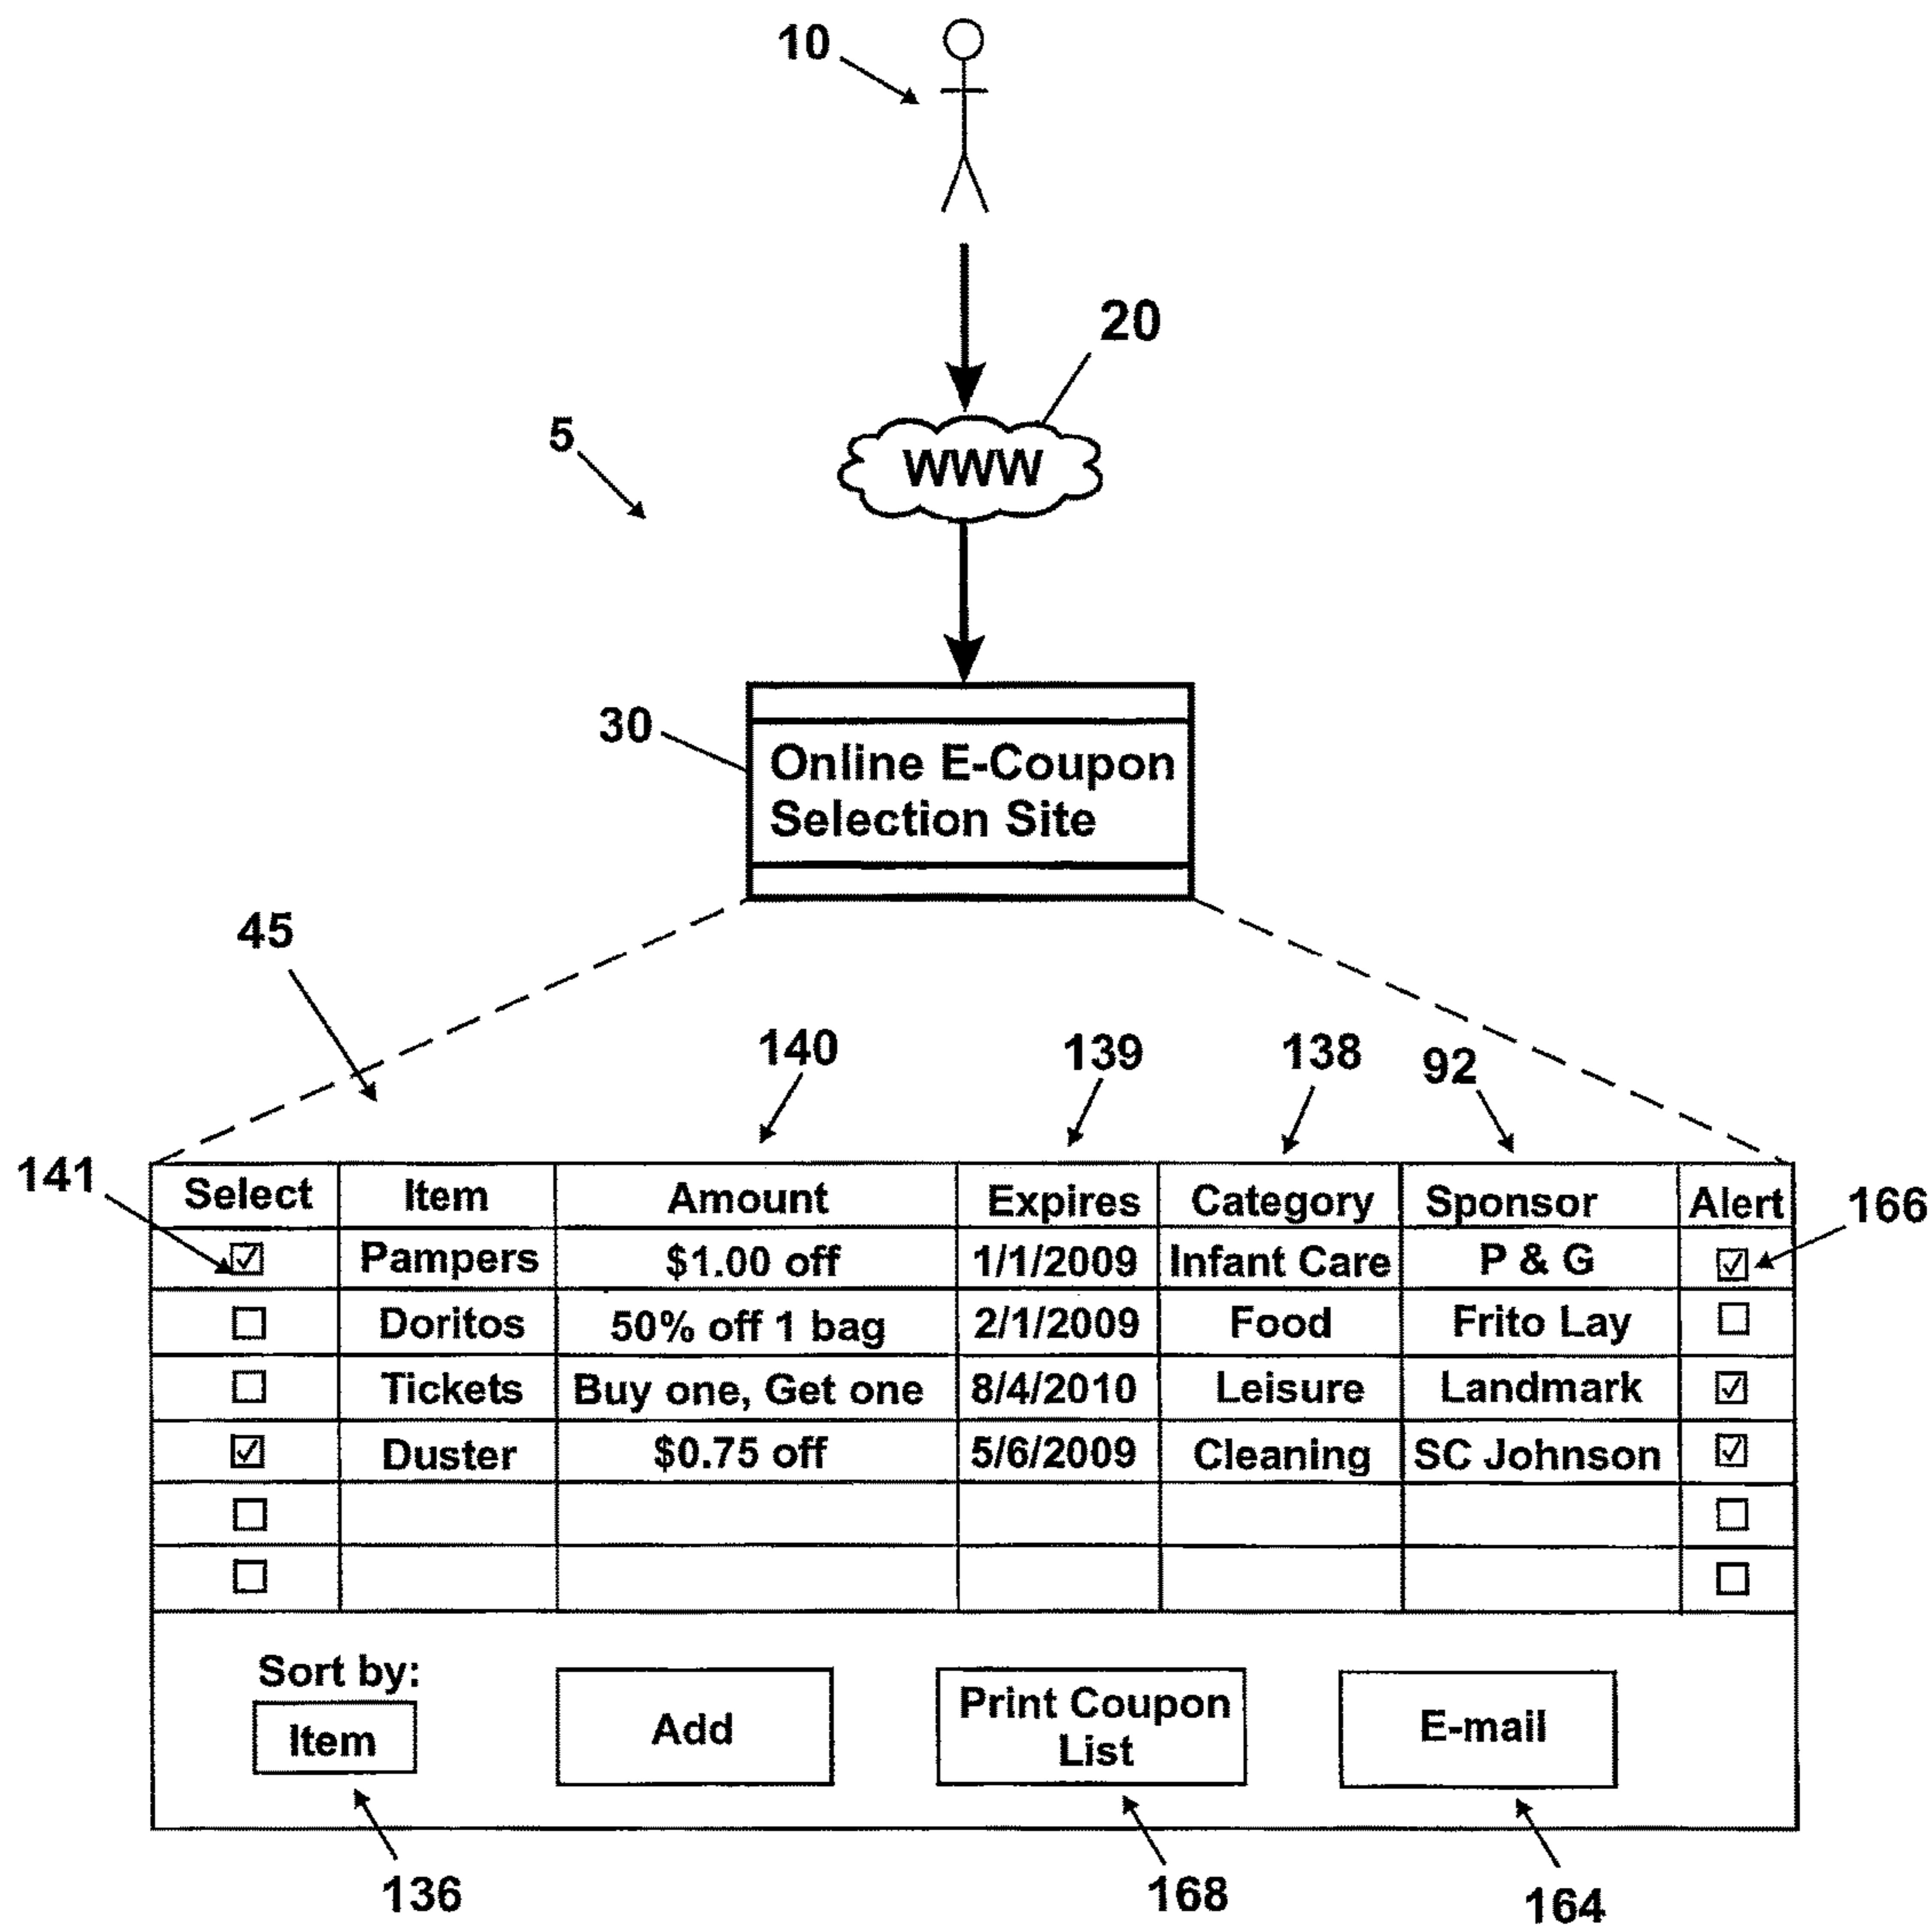 10
20
5
WWW
30
Online E-Coupon
Selection Site
45
140 139 138 92
141
Select Item Amount Expires Category Sponsor Alert
166
Pampers $1.00 off 1/1/2009 Infant Care P & G
Doritos 50% off 1 bag 2/1/2009 Food Frito Lay
Tickets Buy one, Get one 8/4/2010 Leisure Landmark
Duster $0.75 off 5/6/2009 Cleaning SC Johnson
Sort by:
Item
Add
Print Coupon
List
E-mail
136 168 164